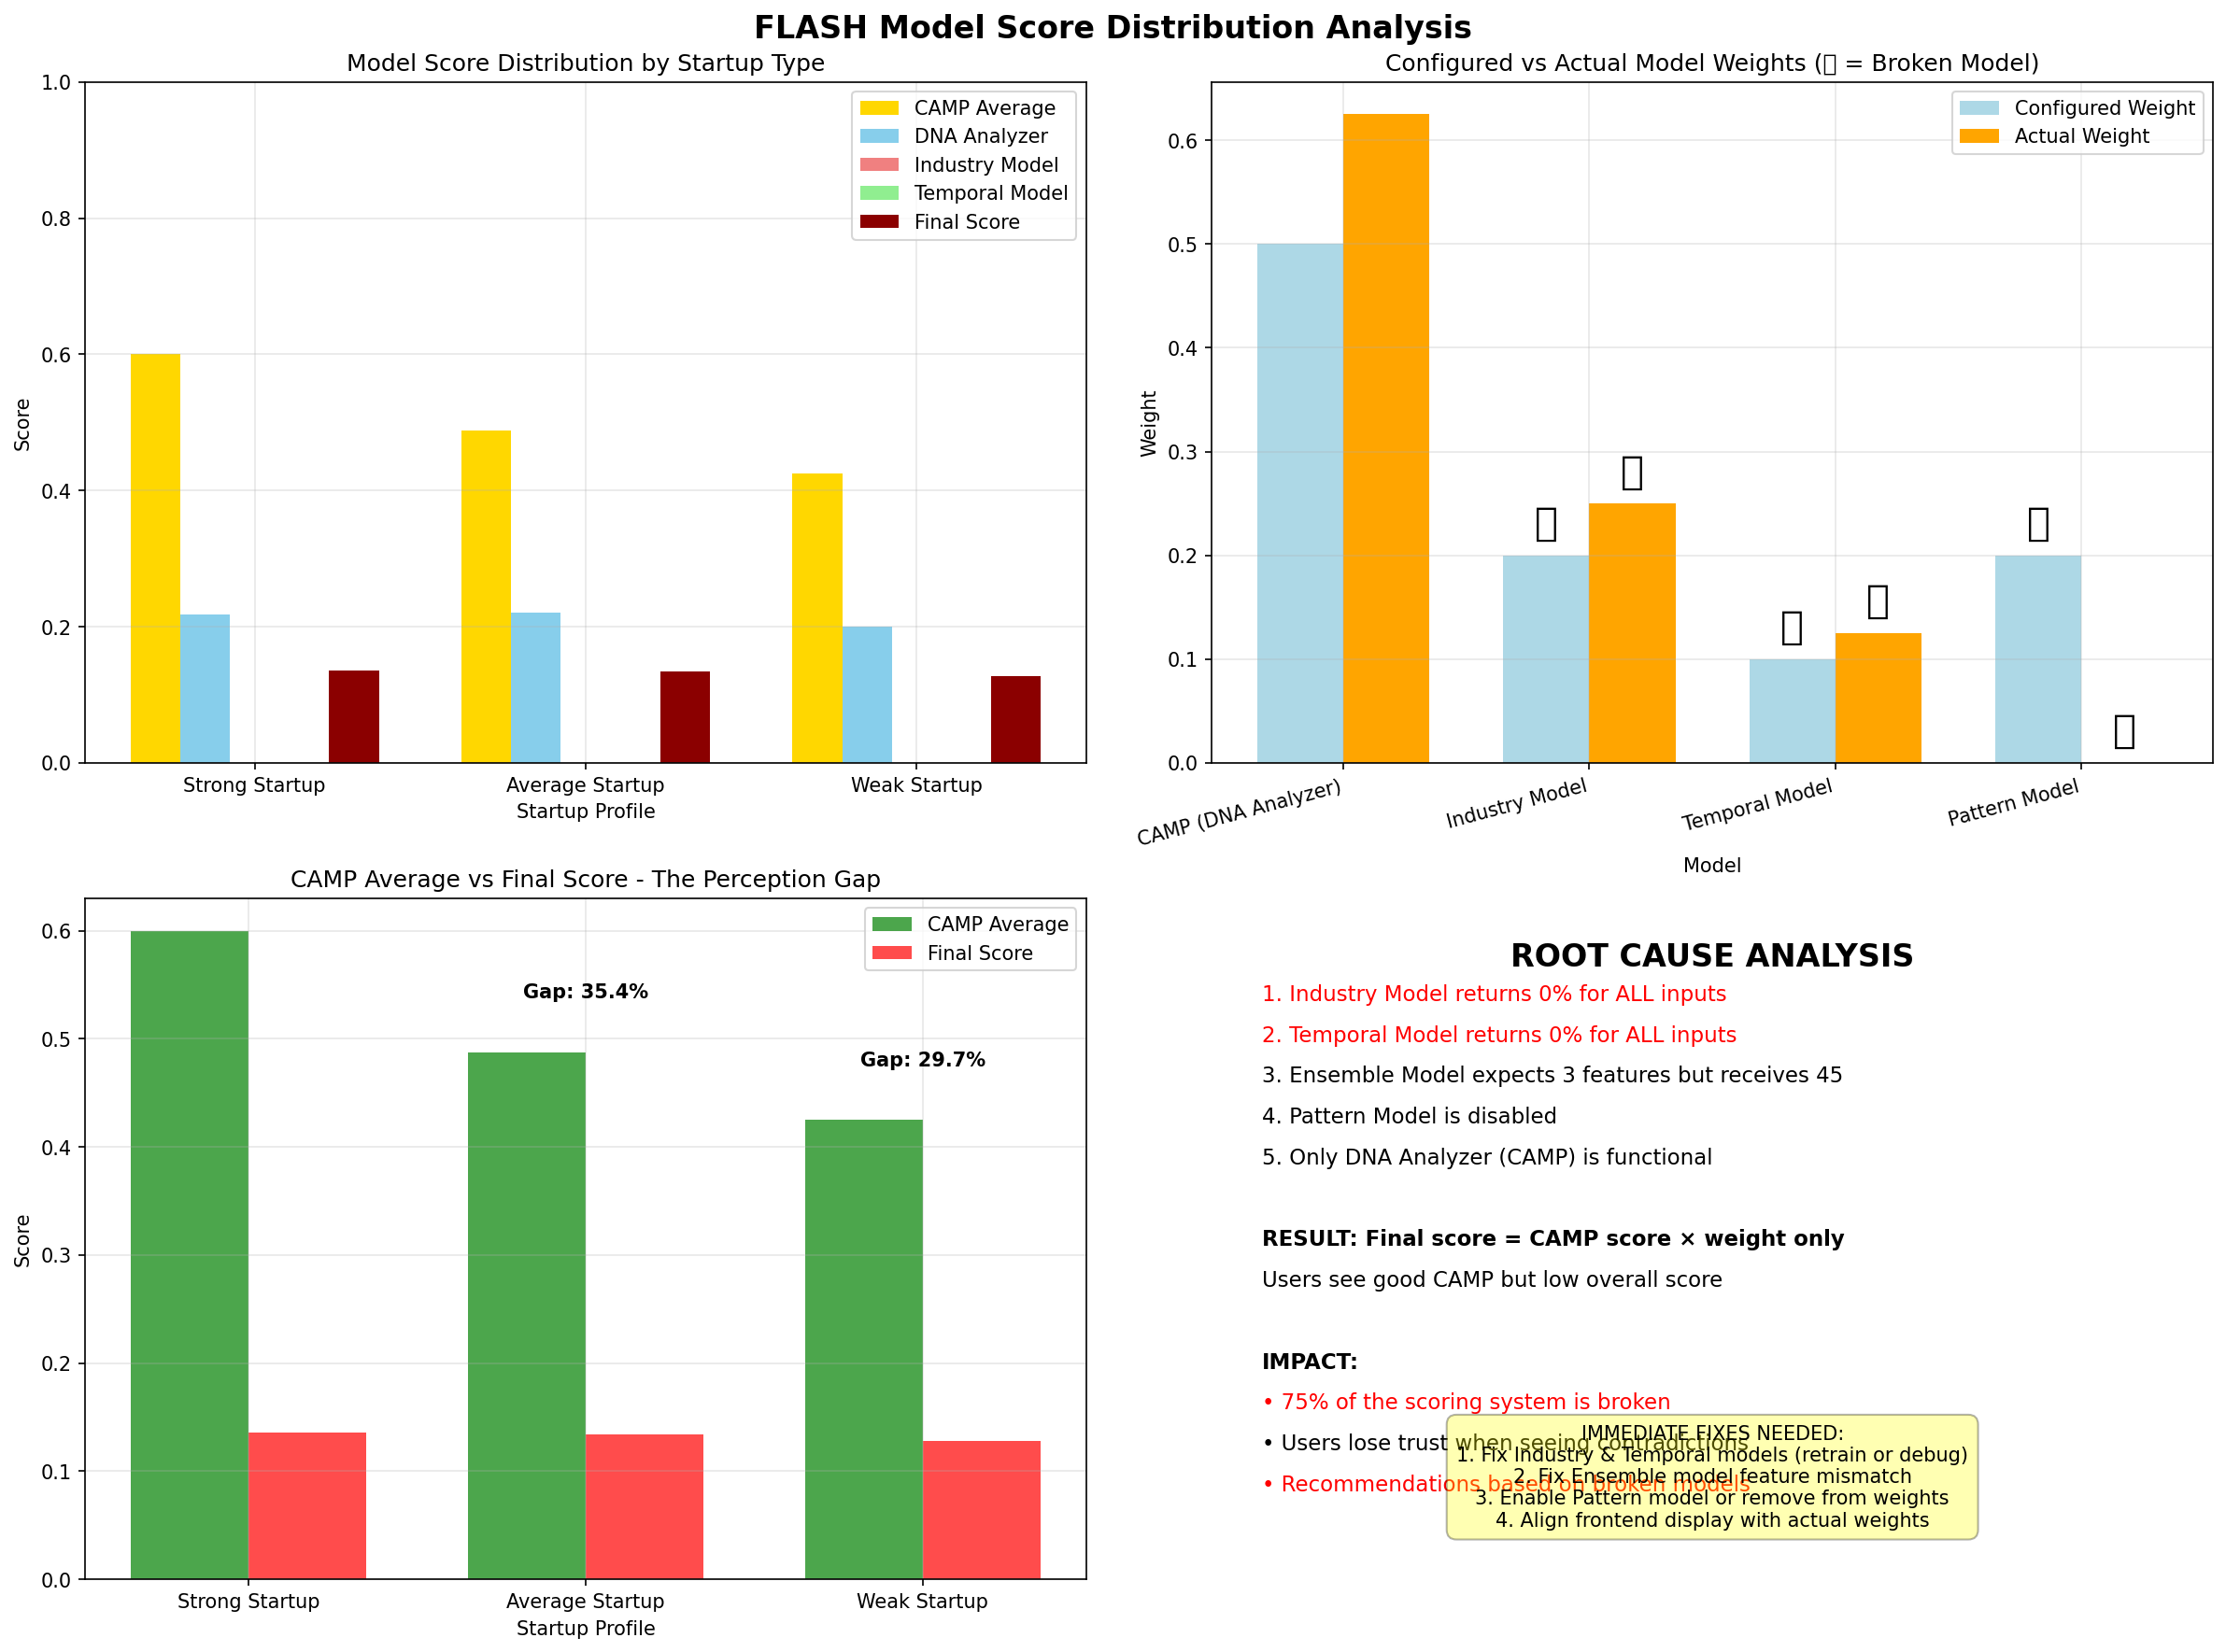 FLASH Model Score Distribution Analysis
Model Score Distribution by Startup Type
1.0
0.8
0.6
0.4
0.2
0.0
Score
CAMP Average
DNA Analyzer
Industry Model
Temporal Model
Final Score
Strong Startup
Average Startup
Weak Startup
Startup Profile
Configured vs Actual Model Weights (▯ = Broken Model)
0.6
0.5
0.4
0.3
0.2
0.1
0.0
Weight
Configured Weight
Actual Weight
CAMP (DNA Analyzer)
Industry Model
Temporal Model
Pattern Model
Model
CAMP Average vs Final Score - The Perception Gap
0.6
0.5
0.4
0.3
0.2
0.1
0.0
Score
CAMP Average
Final Score
Gap: 35.4%
Gap: 29.7%
Strong Startup
Average Startup
Weak Startup
Startup Profile
ROOT CAUSE ANALYSIS
1. Industry Model returns 0% for ALL inputs
2. Temporal Model returns 0% for ALL inputs
3. Ensemble Model expects 3 features but receives 45
4. Pattern Model is disabled
5. Only DNA Analyzer (CAMP) is functional
RESULT: Final score = CAMP score × weight only
Users see good CAMP but low overall score
IMPACT:
• 75% of the scoring system is broken
• Users lose trust when seeing contradictions
• Recommendations based on broken models
IMMEDIATE FIXES NEEDED:
1. Fix Industry & Temporal models (retrain or debug)
2. Fix Ensemble model feature mismatch
3. Enable Pattern model or remove from weights
4. Align frontend display with actual weights